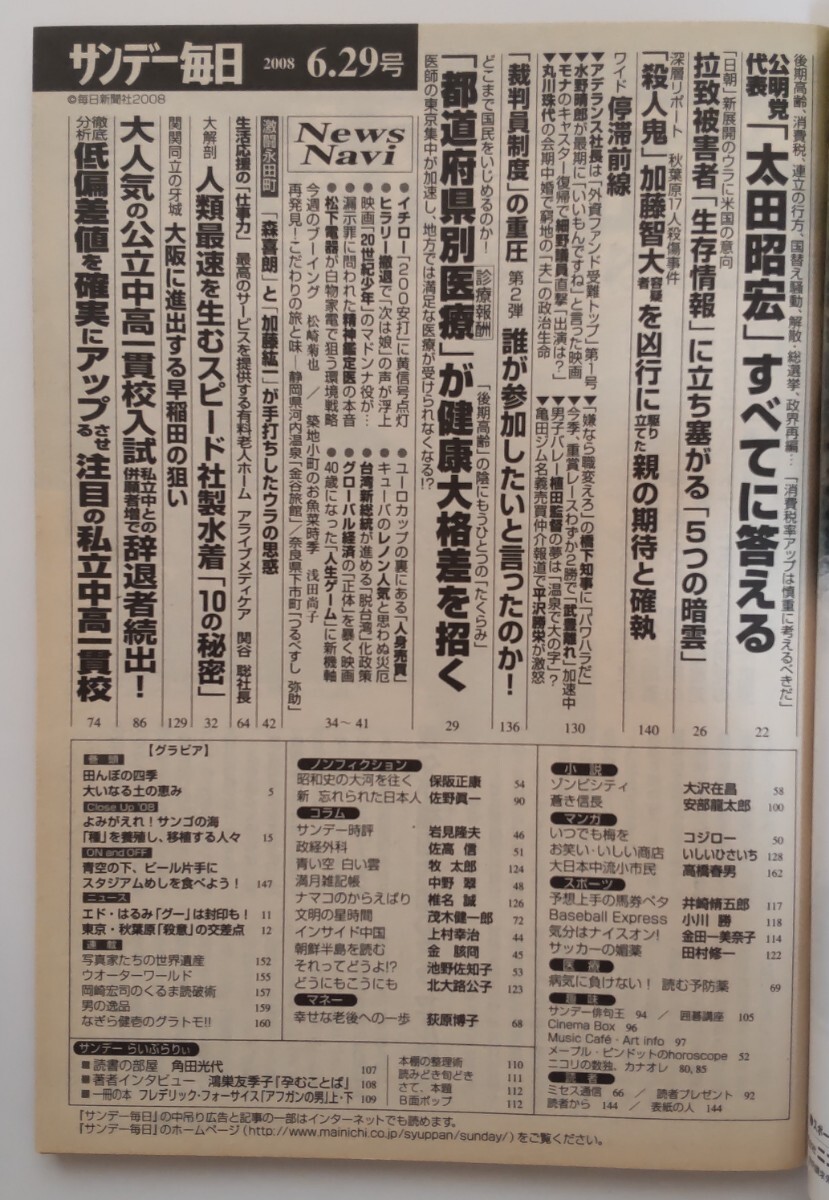 サンデー毎日 2008 6.29号
©毎日新聞社2008
後期高齢、消費税、連立の行方、国替え騒動、解散・総選挙、政界再編…「消費税率アップは慎重に考えるべきだ」
公明党代表「太田昭宏」すべてに答える 22
「日朝」新展開のウラに米国の意向
拉致被害者「生存情報」に立ち塞がる「5つの暗雲」 26
深層リポート 秋葉原17人殺傷事件
「殺人鬼」加藤智大容疑者を凶行に駆り立てた親の期待と確執 140
ワイド 停滞前線
▼アデランス社長は「外資ファンド受難トップ」第1号
▼水野晴郎が最期に「いいもんですね」と言った映画
▼モナのキャスター復帰で細野議員直撃「出演は?」
▼丸川珠代の会期中婚で窮地の「夫」の政治生命
▼「嫌なら職変えろ」の橋下知事に「パワハラだ」
▼今季、重賞レースわずか2勝で「武豊離れ」加速中
▼男子バレー植田監督の夢は「温泉で大の字」?
▼亀田ジム名義売買仲介報道で平沢勝栄が激怒
130
「裁判員制度」の重圧 第2弾 誰が参加したいと言ったのか! 136
どこまで国民をいじめるのか! 診療報酬 「後期高齢」の陰にもうひとつの「たくらみ」
「都道府県別医療」が健康大格差を招く 29
医師の東京集中が加速し、地方では満足な医療が受けられなくなる!?
News Navi
●イチロー「200安打」に黄信号点灯
●ヒラリー撤退で「次は娘」の声が浮上
●映画「20世紀少年」のマドンナ役が…
●漏示罪に問われた精神鑑定医の本音
●松下電器が白物家電で狙う環境戦略
●ユーロカップの裏にある「人身売買」
●キューバのレノン人気と思わぬ災厄
●台湾新総統が進める「脱台湾」化政策
●グローバル経済の「正体」を暴く映画
●40歳になった「人生ゲーム」に新機軸
今週のブーイング 松崎菊也 / 築地小町のお魚菜時季 浅田尚子
再発見!こだわりの旅と味―静岡県河内温泉「金谷旅館」/奈良県下市町「つるべすし 弥助」
34〜41
激闘永田町 「森喜朗」と「加藤紘一」が手打ちしたウラの思惑 42
生活応援の「仕事力」 最高のサービスを提供する有料老人ホーム アライブメディケア 関谷 聡社長 64
大解剖 人類最速を生むスピード社製水着「10の秘密」 32
関関同立の牙城 大阪に進出する早稲田の狙い 129
大人気の公立中高一貫校入試 私立中との併願者増で辞退者続出! 86
徹底分析 低偏差値を確実にアップさせる注目の私立中高一貫校 74
【グラビア】
巻頭
田んぼの四季
大いなる土の恵み 5
Close Up '08
よみがえれ!サンゴの海
「種」を養殖し、移植する人々 15
ON and OFF
青空の下、ビール片手に
スタジアムめしを食べよう! 147
ニュース
エド・はるみ「グー」は封印も! 11
東京・秋葉原「殺意」の交差点 12
連載
写真家たちの世界遺産 152
ウオーターワールド 155
岡崎宏司のくるま読破術 157
男の逸品 159
なぎら健壱のグラトモ!! 160
ノンフィクション
昭和史の大河を往く 保阪正康 54
新 忘れられた日本人 佐野眞一 90
コラム
サンデー時評 岩見隆夫 46
政経外科 佐高 信 51
青い空 白い雲 牧 太郎 124
満月雑記帳 中野 翠 48
ナマコのからえばり 椎名 誠 126
文明の星時間 茂木健一郎 72
インサイド中国 上村幸治 44
朝鮮半島を読む 金 該 45
それってどうよ!? 池野佐知子 53
どうにもこうにも 北大路公子 123
マネー
幸せな老後への一歩 荻原博子 68
小説
ゾンビシティ 大沢在昌 58
蒼き信長 安部龍太郎 100
マンガ
いつでも梅を コジロー 50
お笑い・いしい商店 いしいひさいち 128
大日本中流小市民 高橋春男 162
スポーツ
予想上手の馬券ベタ 井崎脩五郎 117
Baseball Express 小川 勝 118
気分はナイスオン! 金田一美奈子 114
サッカーの媚薬 田村修一 122
医療
病気に負けない! 読む予防薬 69
趣味
サンデー俳句王 94 / 囲碁講座 105
Cinema Box 96
Music Café・Art info 97
メープル・ピンドットのhoroscope 52
ニコリの数独、カナオレ 80, 85
読者
ミセス通信 66 / 読者プレゼント 92
読者から 144 / 表紙の人 144
サンデーらいぶらりぃ
■読書の部屋 角田光代 107
■著者インタビュー 鴻巣友季子「孕むことば」 108
■一冊の本 フレデリック・フォーサイス「アフガンの男」上・下 109
本棚の整理術 110
読みどき旬どき 111
さて、本題 112
B面ポップ 112
『サンデー毎日』の中吊り広告と記事の一部はインターネットでも読めます。
『サンデー毎日』のホームページ（http://www.mainichi.co.jp/syuppan/sunday/）をご覧ください。